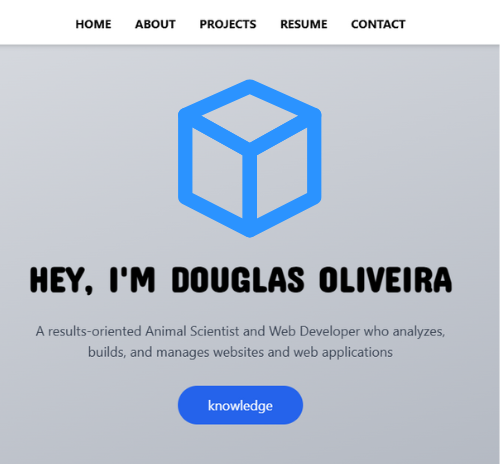 HOME ABOUT PROJECTS RESUME CONTACT
HEY, I'M DOUGLAS OLIVEIRA
A results-oriented Animal Scientist and Web Developer who analyzes,
builds, and manages websites and web applications
knowledge